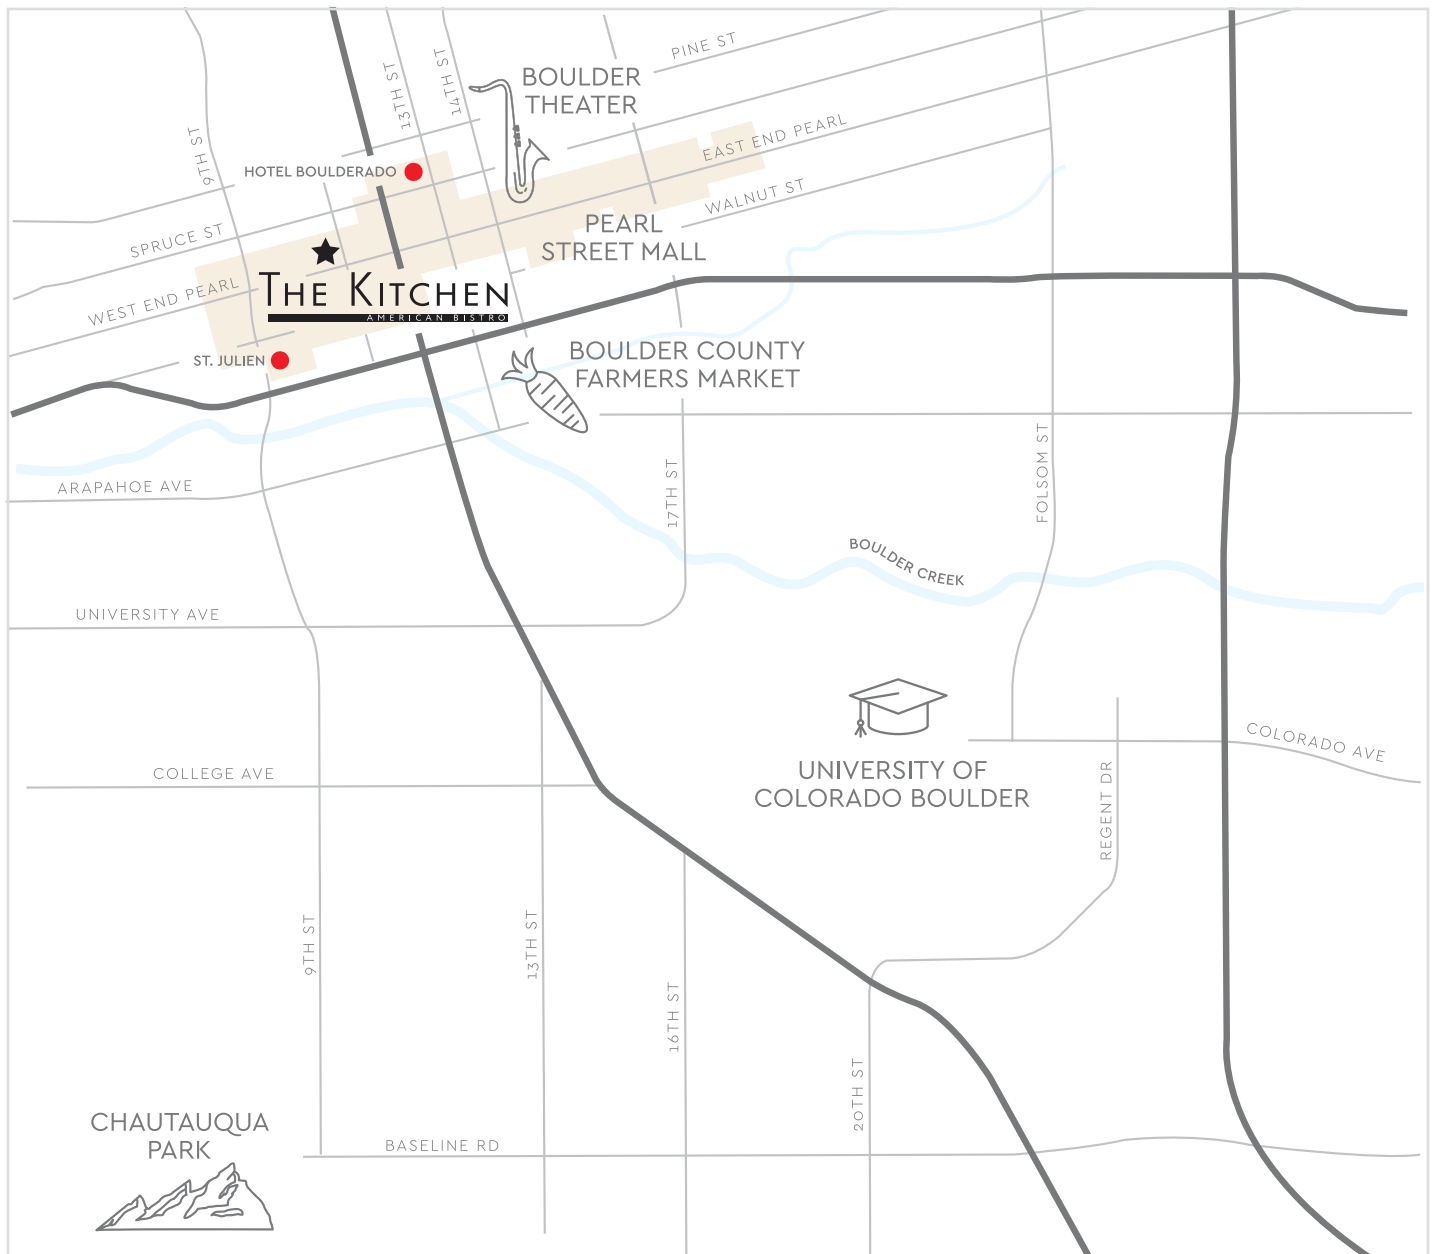 PINE ST
13TH ST
14TH ST
BOULDER
THEATER
9TH ST
EAST END PEARL
HOTEL BOULDERADO
WALNUT ST
SPRUCE ST
PEARL
STREET MALL
WEST END PEARL
THE KITCHEN
AMERICAN BISTRO
ST. JULIEN
BOULDER COUNTY
FARMERS MARKET
FOLSOM ST
17TH ST
ARAPAHOE AVE
BOULDER CREEK
UNIVERSITY AVE
COLORADO AVE
UNIVERSITY OF
COLORADO BOULDER
COLLEGE AVE
REGENT DR
9TH ST
13TH ST
16TH ST
20TH ST
CHAUTAUQUA
PARK
BASELINE RD